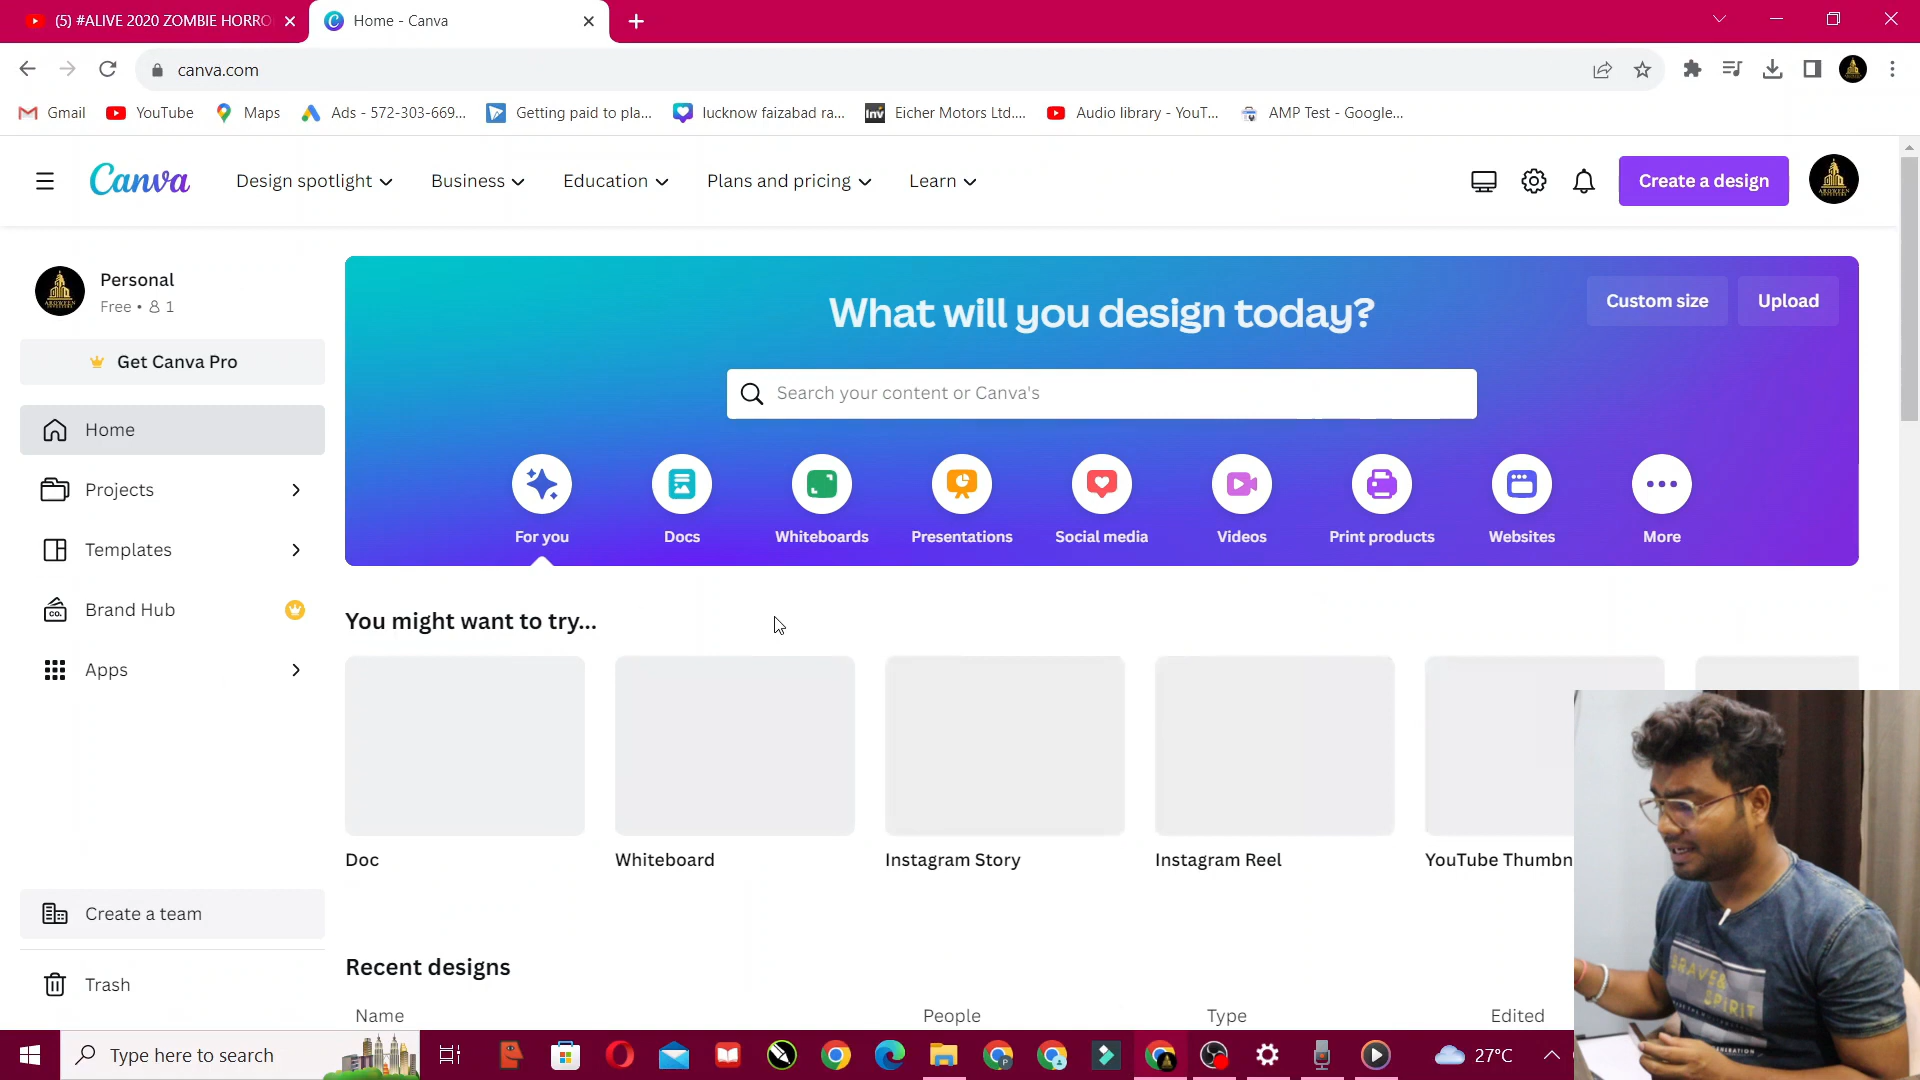 (5) #ALIVE 2020 ZOMBIE HORRO
Home - Canva
canva.com
Gmail
YouTube
Maps
Ads - 572-303-669...
Getting paid to pla...
lucknow faizabad ra...
Eicher Motors Ltd....
Audio library - YouT...
AMP Test - Google...
Canva
Design spotlight
Business
Education
Plans and pricing
Learn
Create a design
Personal
Free • 1
Get Canva Pro
Home
Projects
Templates
Brand Hub
Apps
Create a team
Trash
What will you design today?
Custom size
Upload
Search your content or Canva's
For you
Docs
Whiteboards
Presentations
Social media
Videos
Print products
Websites
More
You might want to try...
Doc
Whiteboard
Instagram Story
Instagram Reel
YouTube Thumbn
Recent designs
Name
People
Type
Edited
Type here to search
27°C